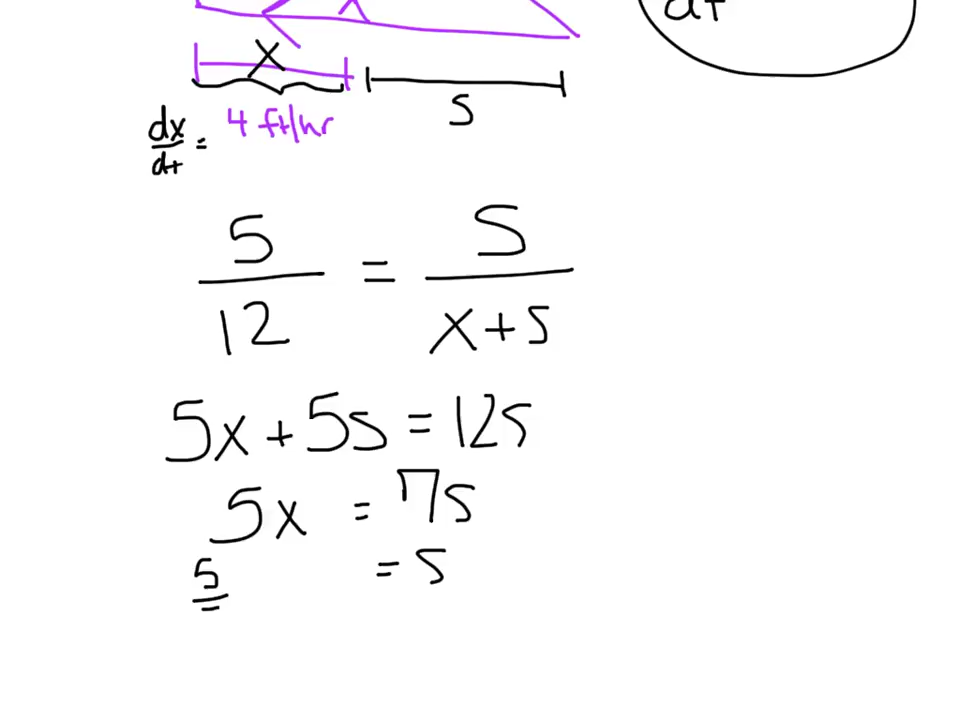 dt
X
X
S
dx/dt = 4 ft/hr
5/12 = S/(x+s)
5x + 5s = 12s
5x = 7s
5 = s